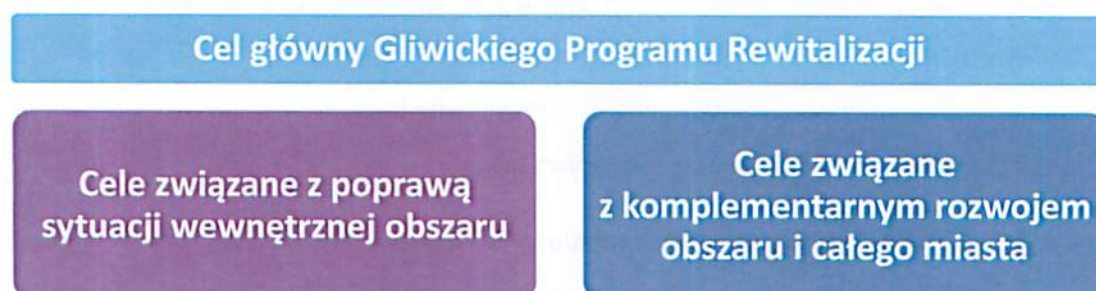 Cel główny Gliwickiego Programu Rewitalizacji
Cele związane z poprawą
sytuacji wewnętrznej obszaru
Cele związane
z komplementarnym rozwojem
obszaru i całego miasta